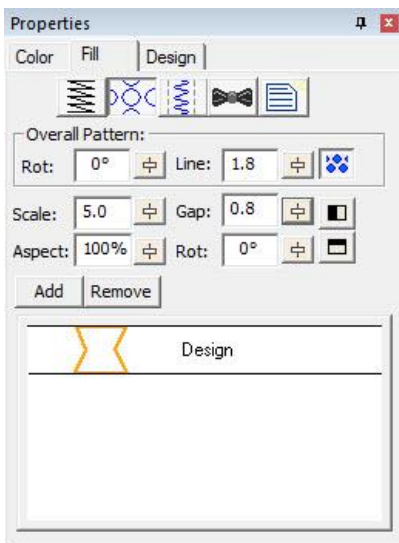 Properties
Color Fill Design
Overall Pattern:
Rot: 0° Line: 1.8
Scale: 5.0 Gap: 0.8
Aspect: 100% Rot: 0°
Add Remove
Design